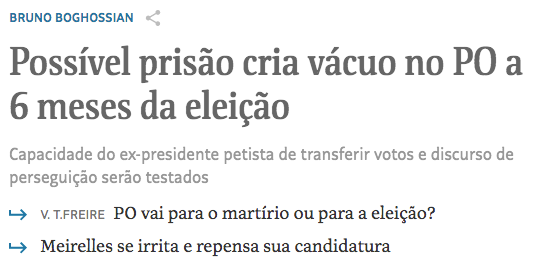 BRUNO BOGHOSSIAN
Possível prisão cria vácuo no PO a
6 meses da eleição
Capacidade do ex-presidente petista de transferir votos e discurso de
perseguição serão testados
V. T.FREIRE PO vai para o martírio ou para a eleição?
Meirelles se irrita e repensa sua candidatura